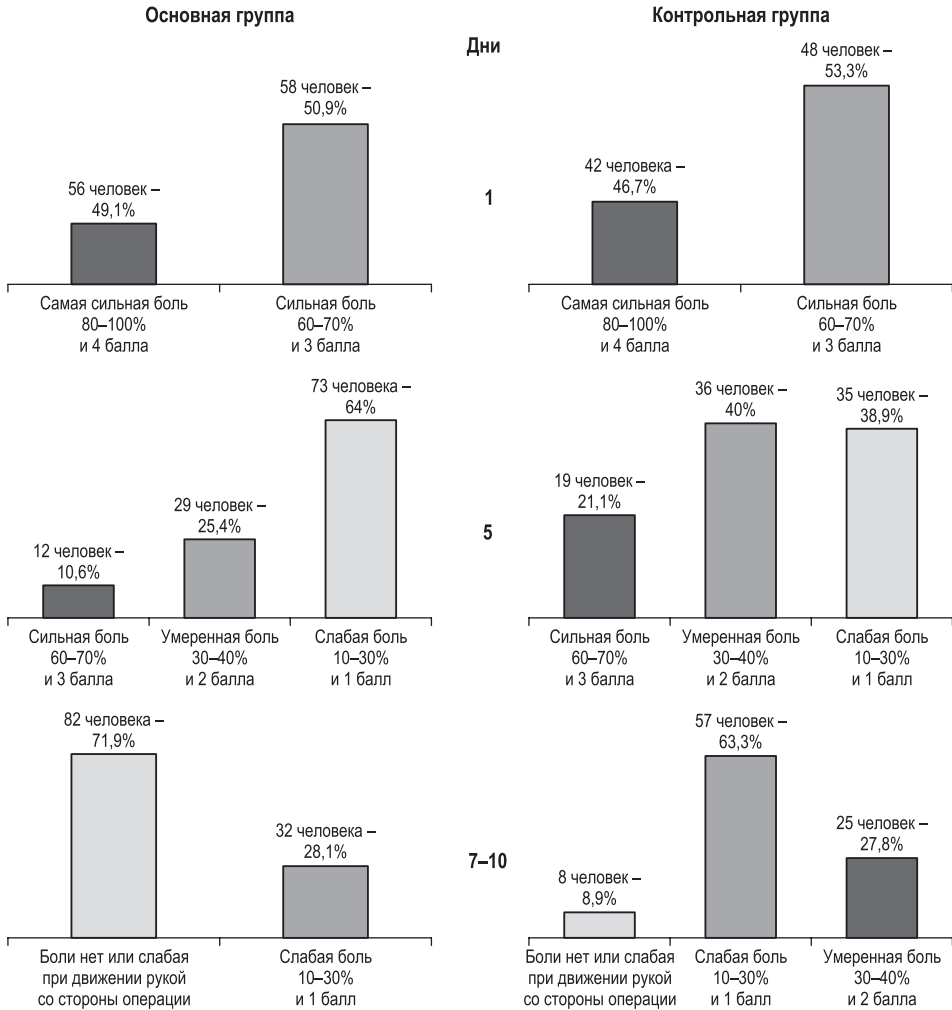 Основная группа
Контрольная группа
Дни
56 человек –
49,1%
58 человек –
50,9%
Самая сильная боль
80–100%
и 4 балла
Сильная боль
60–70%
и 3 балла
1
42 человека –
46,7%
48 человек –
53,3%
Самая сильная боль
80–100%
и 4 балла
Сильная боль
60–70%
и 3 балла
12 человек –
10,6%
29 человек –
25,4%
73 человека –
64%
Сильная боль
60–70%
и 3 балла
Умеренная боль
30–40%
и 2 балла
Слабая боль
10–30%
и 1 балл
5
19 человек –
21,1%
36 человек –
40%
35 человек –
38,9%
Сильная боль
60–70%
и 3 балла
Умеренная боль
30–40%
и 2 балла
Слабая боль
10–30%
и 1 балл
82 человека –
71,9%
32 человека –
28,1%
Боли нет или слабая
при движении рукой
со стороны операции
Слабая боль
10–30%
и 1 балл
7–10
8 человек –
8,9%
57 человек –
63,3%
25 человек –
27,8%
Боли нет или слабая
при движении рукой
со стороны операции
Слабая боль
10–30%
и 1 балл
Умеренная боль
30–40%
и 2 балла